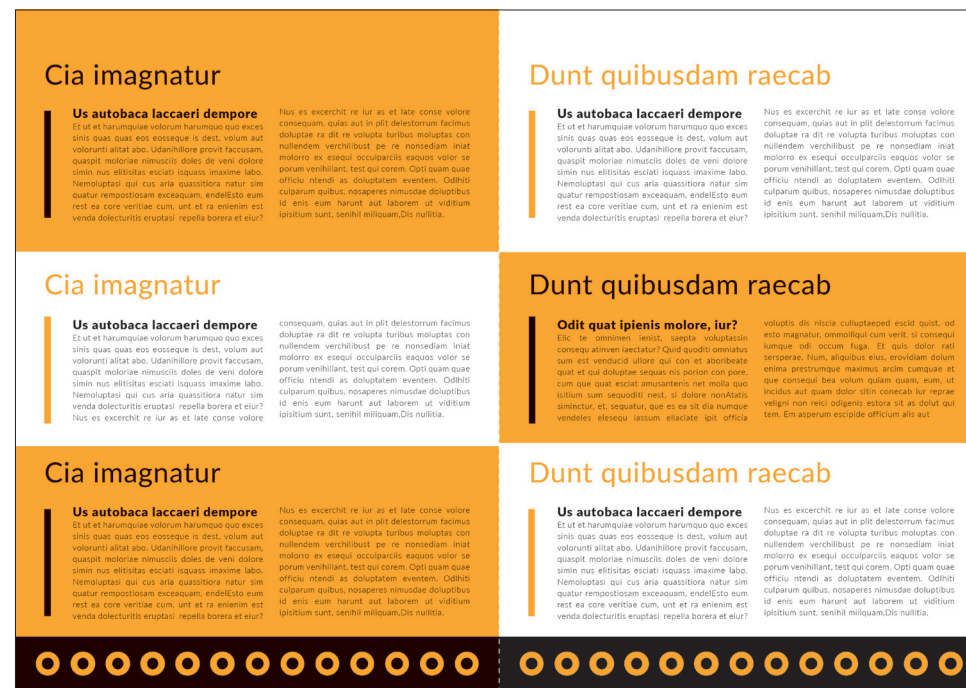 Cia imagnatur
Us autobaca laccaeri dempore
Et ut et harumquiae volorum harumquo quo exces
sinis quas quas eos eosseque is dest, volum aut
volorunti alitat abo. Udanihillore provit faccusam,
quaspit moloriae nimusciis doles de veni dolore
simin nus elitisitas esciati isquass imaxime labo.
Nemoluptasi qui cus aria quassitiora natur sim
quatur rempostiosam exceaquam, endelEsto eum
rest ea core veritiae cum, unt et ra enienim est
venda dolecturitis eruptasi repella borera et eiur?
Nus es excerchit re iur as et late conse volore
consequam, quias aut in plit delestorrum facimus
doluptae ra dit re volupta turibus moluptas con
nullendem verchilibust pe re nonsediam iniat
molorro ex esequi occulparciis eaquos volor se
porum venihillant, test qui corem. Opti quam quae
officiu ntendi as doluptatem eventem. Odihiti
culparum quibus, nosaperes nimusdae doluptibus
id enis eum harunt aut laborem ut viditium
ipisitium sunt, senihil miliquam,Dis nullitia.
Dunt quibusdam raecab
Us autobaca laccaeri dempore
Et ut et harumquiae volorum harumquo quo exces
sinis quas quas eos eosseque is dest, volum aut
volorunti alitat abo. Udanihillore provit faccusam,
quaspit moloriae nimusciis doles de veni dolore
simin nus elitisitas esciati isquass imaxime labo.
Nemoluptasi qui cus aria quassitiora natur sim
quatur rempostiosam exceaquam, endelEsto eum
rest ea core veritiae cum, unt et ra enienim est
venda dolecturitis eruptasi repella borera et eiur?
Nus es excerchit re iur as et late conse volore
consequam, quias aut in plit delestorrum facimus
doluptae ra dit re volupta turibus moluptas con
nullendem verchilibust pe re nonsediam iniat
molorro ex esequi occulparciis eaquos volor se
porum venihillant, test qui corem. Opti quam quae
officiu ntendi as doluptatem eventem. Odihiti
culparum quibus, nosaperes nimusdae doluptibus
id enis eum harunt aut laborem ut viditium
ipisitium sunt, senihil miliquam,Dis nullitia.
Cia imagnatur
Us autobaca laccaeri dempore
Et ut et harumquiae volorum harumquo quo exces
sinis quas quas eos eosseque is dest, volum aut
volorunti alitat abo. Udanihillore provit faccusam,
quaspit moloriae nimusciis doles de veni dolore
simin nus elitisitas esciati isquass imaxime labo.
Nemoluptasi qui cus aria quassitiora natur sim
quatur rempostiosam exceaquam, endelEsto eum
rest ea core veritiae cum, unt et ra enienim est
venda dolecturitis eruptasi repella borera et eiur?
Nus es excerchit re iur as et late conse volore
consequam, quias aut in plit delestorrum facimus
doluptae ra dit re volupta turibus moluptas con
nullendem verchilibust pe re nonsediam iniat
molorro ex esequi occulparciis eaquos volor se
porum venihillant, test qui corem. Opti quam quae
officiu ntendi as doluptatem eventem. Odihiti
culparum quibus, nosaperes nimusdae doluptibus
id enis eum harunt aut laborem ut viditium
ipisitium sunt, senihil miliquam,Dis nullitia.
Dunt quibusdam raecab
Odit quat ipienis molore, iur?
Elic te omnimen ienist, saepta voluptassin
consequ atinven iaectatur? Quid quoditi omniatus
sum est venducid ullore qui con et aboribeate
quat et qui doluptae sequas nis porion con pore,
cum que quat esciat amusantenis net molla quo
isitium sum sequoditi nest, si dolore nonAtatis
siminctur, et, sequatur, que es ea sit dia numque
vendeles elesequ iassum ellaciate ipit officia
voluptis dis niscia culluptaeped escid quist, od
esto magnatur, ommolliqui cum verit, si consequi
iumque odi occum fuga. Et quis dolor rati
sersperae. Num, aliquibus eius, erovidiam dolum
enima prestrumque maximus arcim cumquae et
que consequi bea volum quiam quam, eum, ut
incidus aut quam dolor sitin conecab iur reprae
veligni non reici odigenis estora sit as dolut qui
tem. Em asperum escipide officium alis aut
Cia imagnatur
Us autobaca laccaeri dempore
Et ut et harumquiae volorum harumquo quo exces
sinis quas quas eos eosseque is dest, volum aut
volorunti alitat abo. Udanihillore provit faccusam,
quaspit moloriae nimusciis doles de veni dolore
simin nus elitisitas esciati isquass imaxime labo.
Nemoluptasi qui cus aria quassitiora natur sim
quatur rempostiosam exceaquam, endelEsto eum
rest ea core veritiae cum, unt et ra enienim est
venda dolecturitis eruptasi repella borera et eiur?
Nus es excerchit re iur as et late conse volore
consequam, quias aut in plit delestorrum facimus
doluptae ra dit re volupta turibus moluptas con
nullendem verchilibust pe re nonsediam iniat
molorro ex esequi occulparciis eaquos volor se
porum venihillant, test qui corem. Opti quam quae
officiu ntendi as doluptatem eventem. Odihiti
culparum quibus, nosaperes nimusdae doluptibus
id enis eum harunt aut laborem ut viditium
ipisitium sunt, senihil miliquam,Dis nullitia.
Dunt quibusdam raecab
Us autobaca laccaeri dempore
Et ut et harumquiae volorum harumquo quo exces
sinis quas quas eos eosseque is dest, volum aut
volorunti alitat abo. Udanihillore provit faccusam,
quaspit moloriae nimusciis doles de veni dolore
simin nus elitisitas esciati isquass imaxime labo.
Nemoluptasi qui cus aria quassitiora natur sim
quatur rempostiosam exceaquam, endelEsto eum
rest ea core veritiae cum, unt et ra enienim est
venda dolecturitis eruptasi repella borera et eiur?
Nus es excerchit re iur as et late conse volore
consequam, quias aut in plit delestorrum facimus
doluptae ra dit re volupta turibus moluptas con
nullendem verchilibust pe re nonsediam iniat
molorro ex esequi occulparciis eaquos volor se
porum venihillant, test qui corem. Opti quam quae
officiu ntendi as doluptatem eventem. Odihiti
culparum quibus, nosaperes nimusdae doluptibus
id enis eum harunt aut laborem ut viditium
ipisitium sunt, senihil miliquam,Dis nullitia.